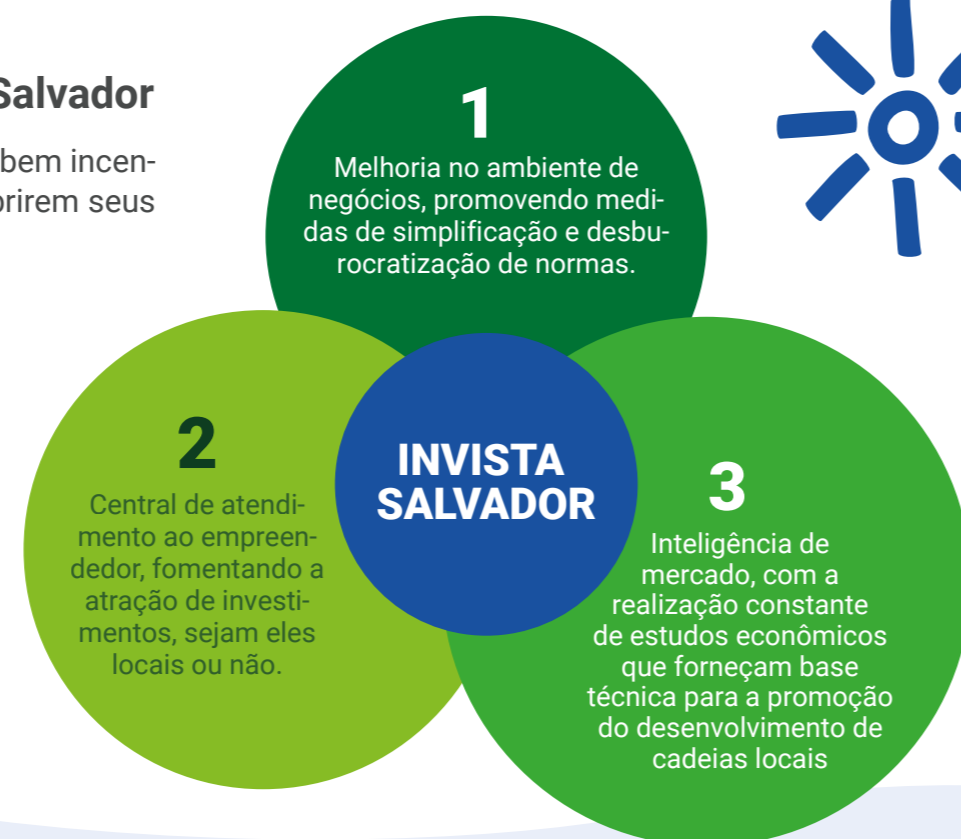 Salvador
bem incen-
prirem seus
1
Melhoria no ambiente de
negócios, promovendo medi-
das de simplificação e desbu-
rocratização de normas.
2
Central de atendi-
mento ao empreen-
dedor, fomentando a
atração de investi-
mentos, sejam eles
locais ou não.
INVISTA
SALVADOR
3
Inteligência de
mercado, com a
realização constante
de estudos econômicos
que forneçam base
técnica para a promoção
do desenvolvimento de
cadeias locais